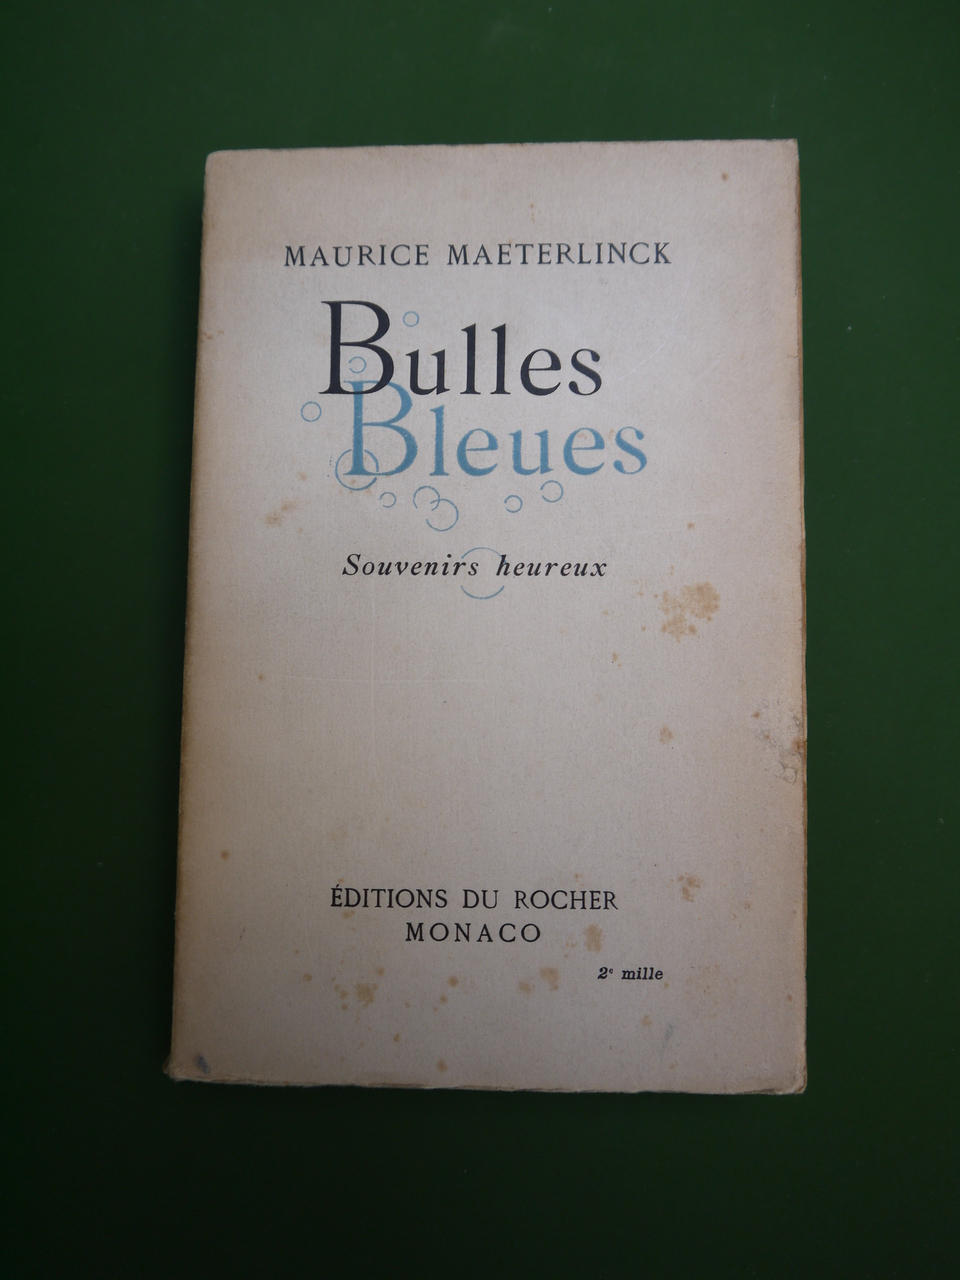 MAURICE MAETERLINCK
Bulles
Bleues
Souvenirs heureux
ÉDITIONS DU ROCHER
MONACO
2e mille